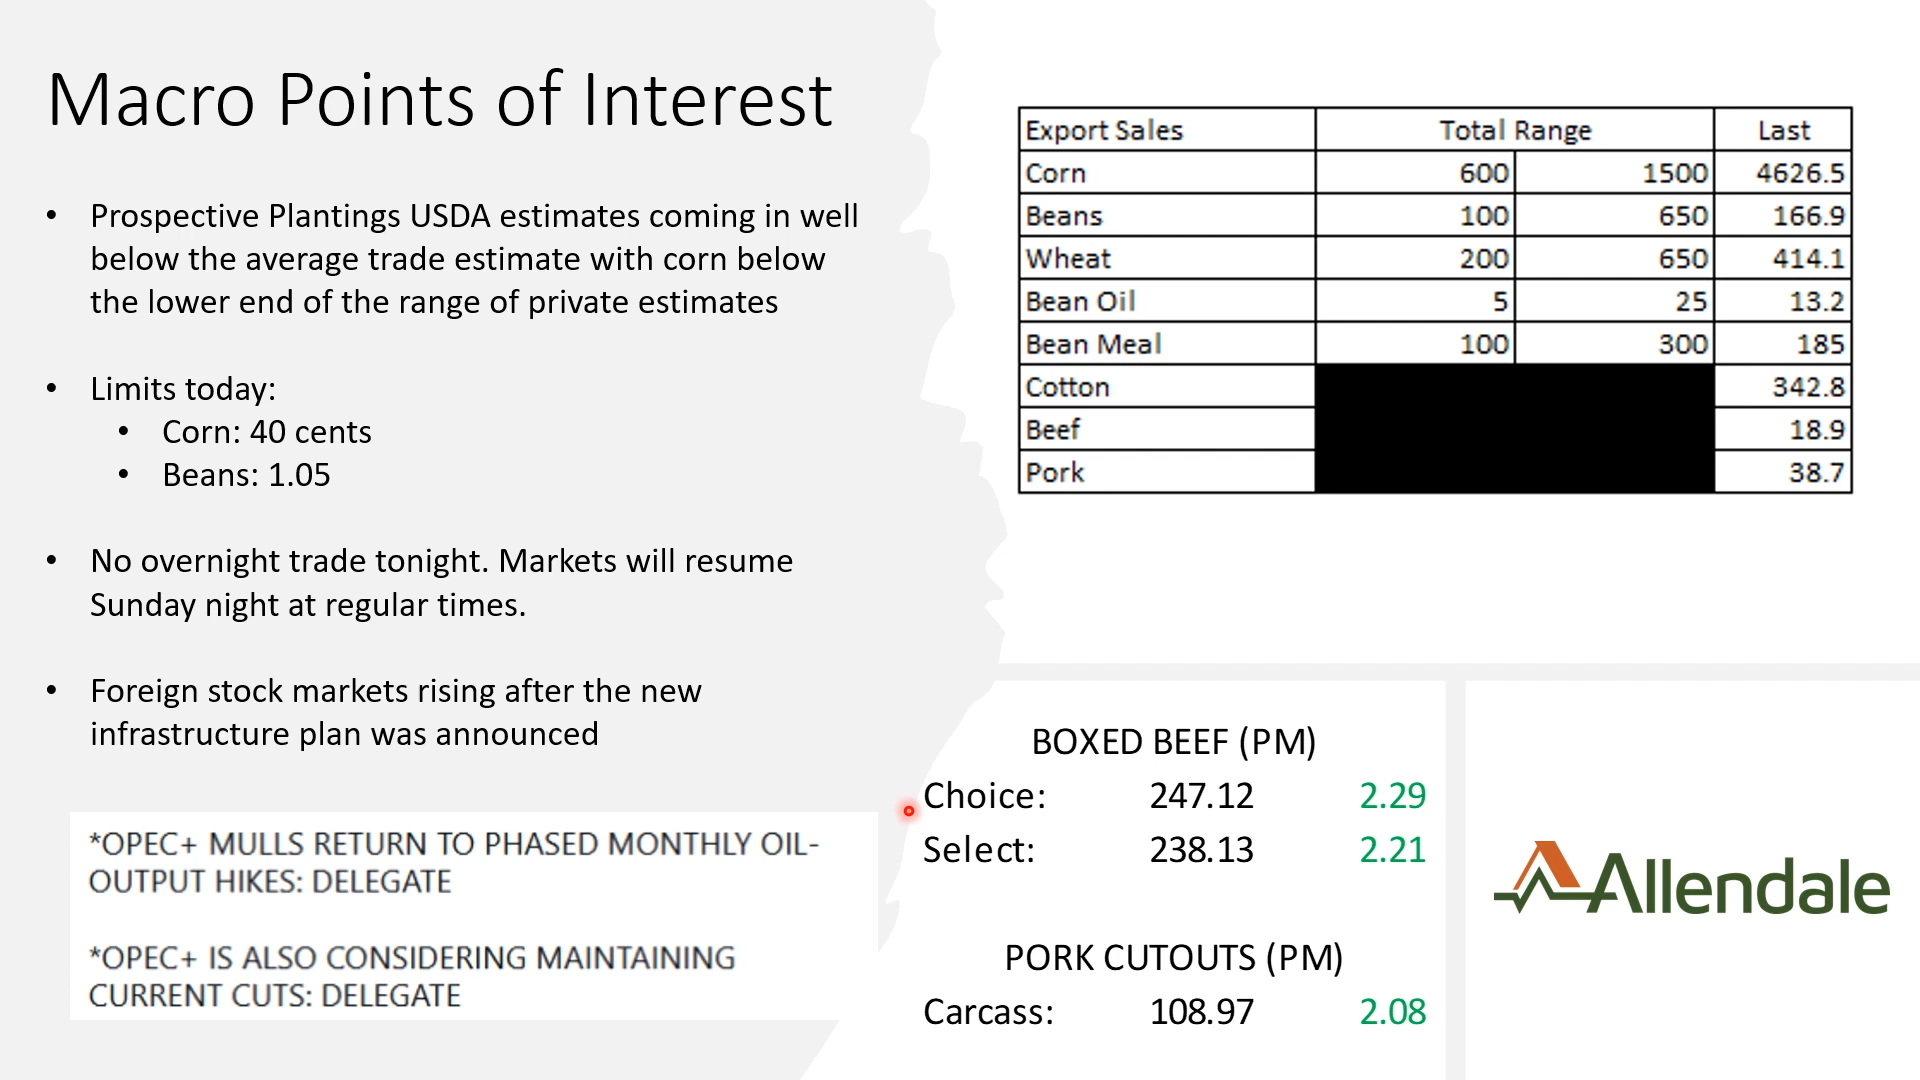 Macro Points of Interest
• Prospective Plantings USDA estimates coming in well
below the average trade estimate with corn below
the lower end of the range of private estimates
• Limits today:
• Corn: 40 cents
• Beans: 1.05
• No overnight trade tonight. Markets will resume
Sunday night at regular times.
• Foreign stock markets rising after the new
infrastructure plan was announced
*OPEC+ MULLS RETURN TO PHASED MONTHLY OIL-
OUTPUT HIKES: DELEGATE
*OPEC+ IS ALSO CONSIDERING MAINTAINING
CURRENT CUTS: DELEGATE
Export Sales Total Range Last
Corn 600 1500 4626.5
Beans 100 650 166.9
Wheat 200 650 414.1
Bean Oil 5 25 13.2
Bean Meal 100 300 185
Cotton 342.8
Beef 18.9
Pork 38.7
BOXED BEEF (PM)
Choice: 247.12 2.29
Select: 238.13 2.21
PORK CUTOUTS (PM)
Carcass: 108.97 2.08
Allendale